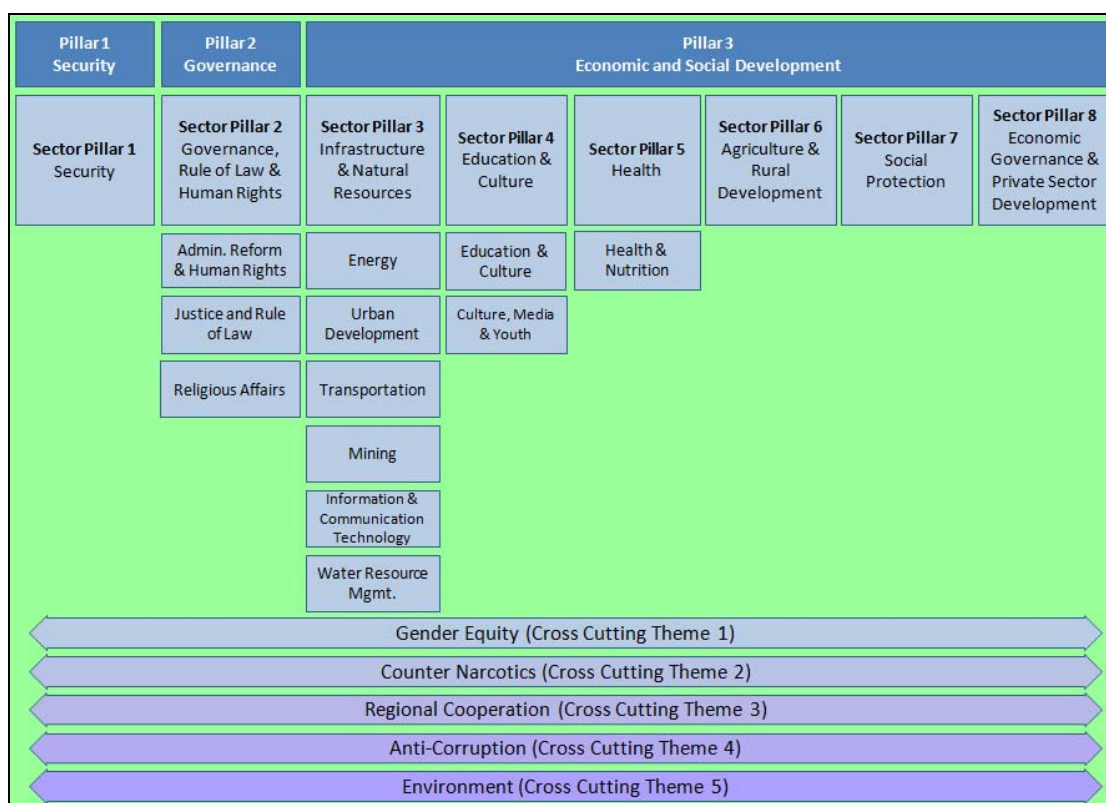 Pillar 1
Security
Pillar 2
Governance
Pillar 3
Economic and Social Development
Sector Pillar 1
Security
Sector Pillar 2
Governance,
Rule of Law &
Human Rights
Sector Pillar 3
Infrastructure
& Natural
Resources
Sector Pillar 4
Education &
Culture
Sector Pillar 5
Health
Sector Pillar 6
Agriculture &
Rural
Development
Sector Pillar 7
Social
Protection
Sector Pillar 8
Economic
Governance &
Private Sector
Development
Admin. Reform
& Human Rights
Energy
Education &
Culture
Health &
Nutrition
Justice and Rule
of Law
Urban
Development
Culture, Media
& Youth
Religious Affairs
Transportation
Mining
Information &
Communication
Technology
Water Resource
Mgmt.
Gender Equity (Cross Cutting Theme 1)
Counter Narcotics (Cross Cutting Theme 2)
Regional Cooperation (Cross Cutting Theme 3)
Anti-Corruption (Cross Cutting Theme 4)
Environment (Cross Cutting Theme 5)